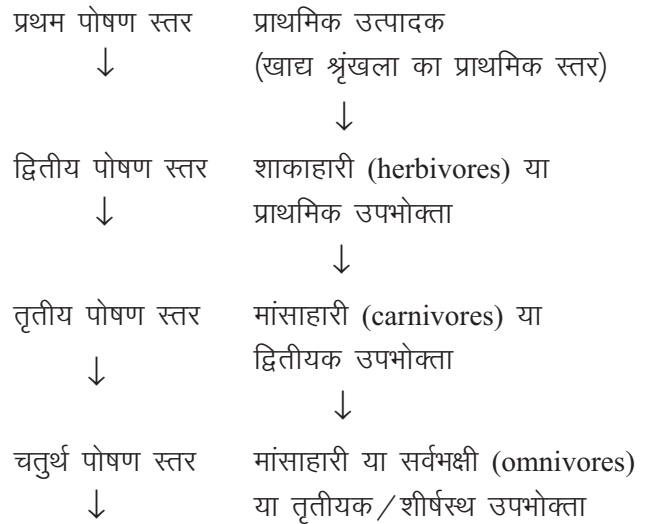 प्रथम पोषण स्तर प्राथमिक उत्पादक
↓ (खाद्य श्रृंखला का प्राथमिक स्तर)
↓
द्वितीय पोषण स्तर शाकाहारी (herbivores) या
↓ प्राथमिक उपभोक्ता
↓
तृतीय पोषण स्तर मांसाहारी (carnivores) या
↓ द्वितीयक उपभोक्ता
↓
चतुर्थ पोषण स्तर मांसाहारी या सर्वभक्षी (omnivores)
↓ या तृतीयक/शीर्षस्थ उपभोक्ता